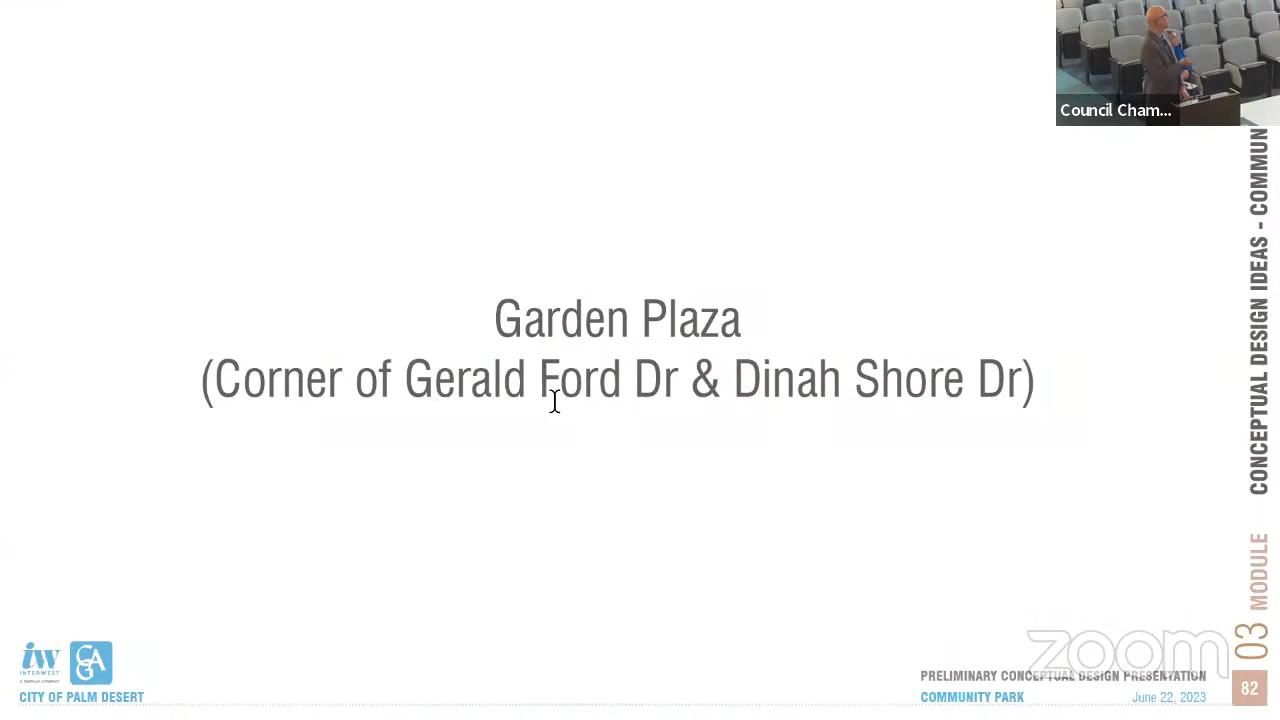 Council Cham...
Garden Plaza
(Corner of Gerald Ford Dr & Dinah Shore Dr)
CONCEPTUAL DESIGN IDEAS - COMMUN
MODULE
03
iw
INTERWEST
CGA
CITY OF PALM DESERT
zoom
PRELIMINARY CONCEPTUAL DESIGN PRESENTATION
COMMUNITY PARK
June 22, 2023
82